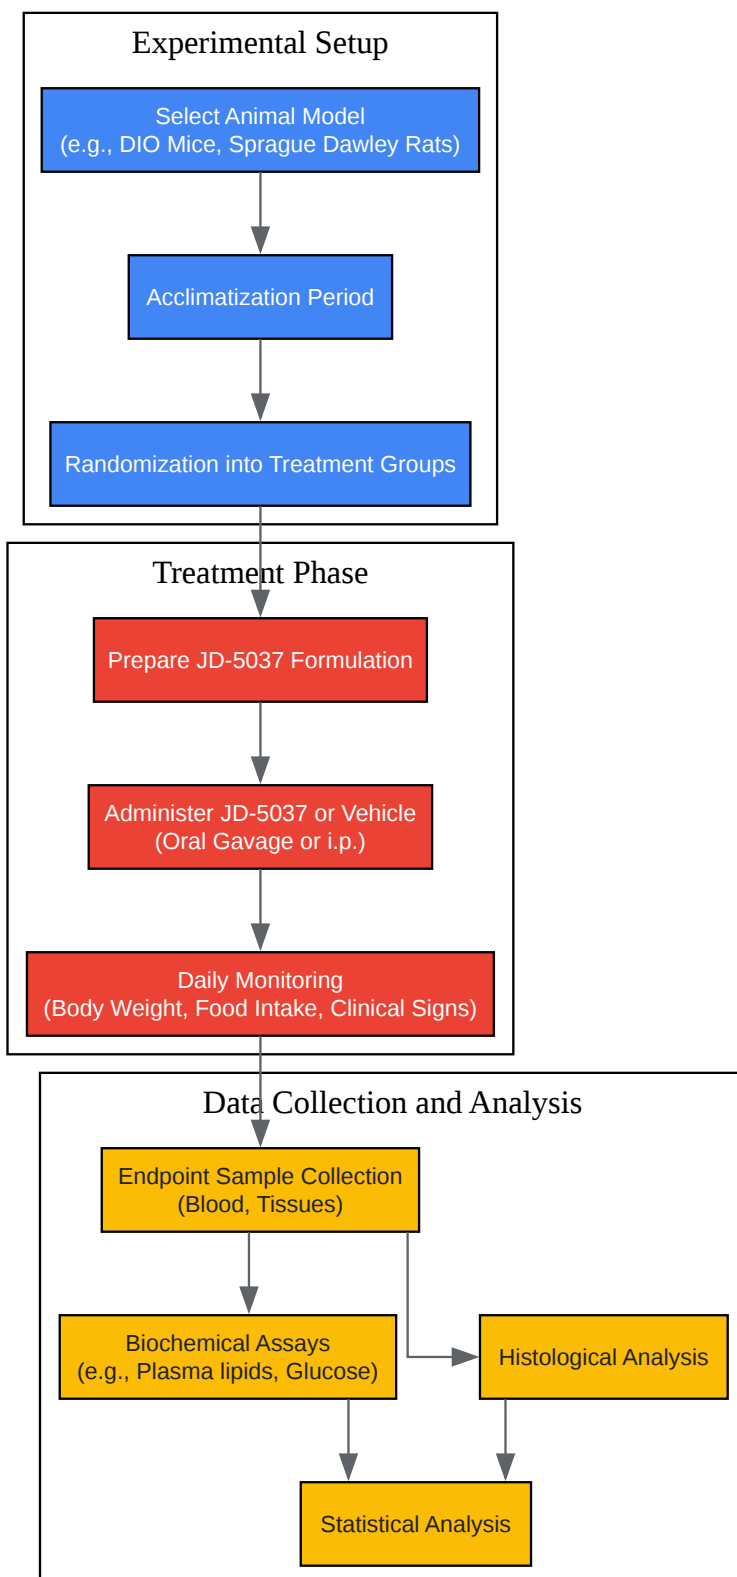 Experimental Setup
Select Animal Model
(e.g., DIO Mice, Sprague Dawley Rats)
Acclimatization Period
Randomization into Treatment Groups
Treatment Phase
Prepare JD-5037 Formulation
Administer JD-5037 or Vehicle
(Oral Gavage or i.p.)
Daily Monitoring
(Body Weight, Food Intake, Clinical Signs)
Data Collection and Analysis
Endpoint Sample Collection
(Blood, Tissues)
Biochemical Assays
(e.g., Plasma lipids, Glucose)
Histological Analysis
Statistical Analysis